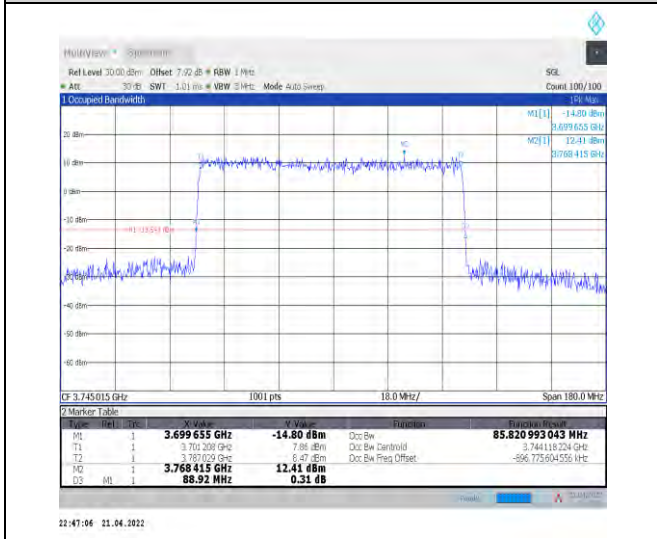 MultiView Spectrum
Ref Level 30.00 dBm Offset 7.92 dB RBW 1 MHz SGL
Att 30 dB SWT 1.01 ms VBW 3 MHz Mode Auto Sweep Count 100/100
1 Occupied Bandwidth 1Pk Max
M1[1] -14.80 dBm
3.699 655 GHz
M2[1] 12.41 dBm
3.768 415 GHz
20 dBm
M2
10 dBm
0 dBm
-10 dBm
-20 dBm
-30 dBm
-40 dBm
-50 dBm
-60 dBm
CF 3.745015 GHz 1001 pts 18.0 MHz/ Span 180.0 MHz
2 Marker Table
Type Ref Trc X-Value Y-Value Function Function Result
M1 1 3.699 655 GHz -14.80 dBm Occ Bw 85.820 993 043 MHz
T1 1 3.701 208 GHz 7.86 dBm Occ Bw Centroid 3.744 118 224 GHz
T2 1 3.787 029 GHz 8.47 dBm Occ Bw Freq Offset -896.775 604 556 kHz
M2 1 3.768 415 GHz 12.41 dBm
D3 M1 1 88.92 MHz 0.31 dB
22:47:06 21.04.2022